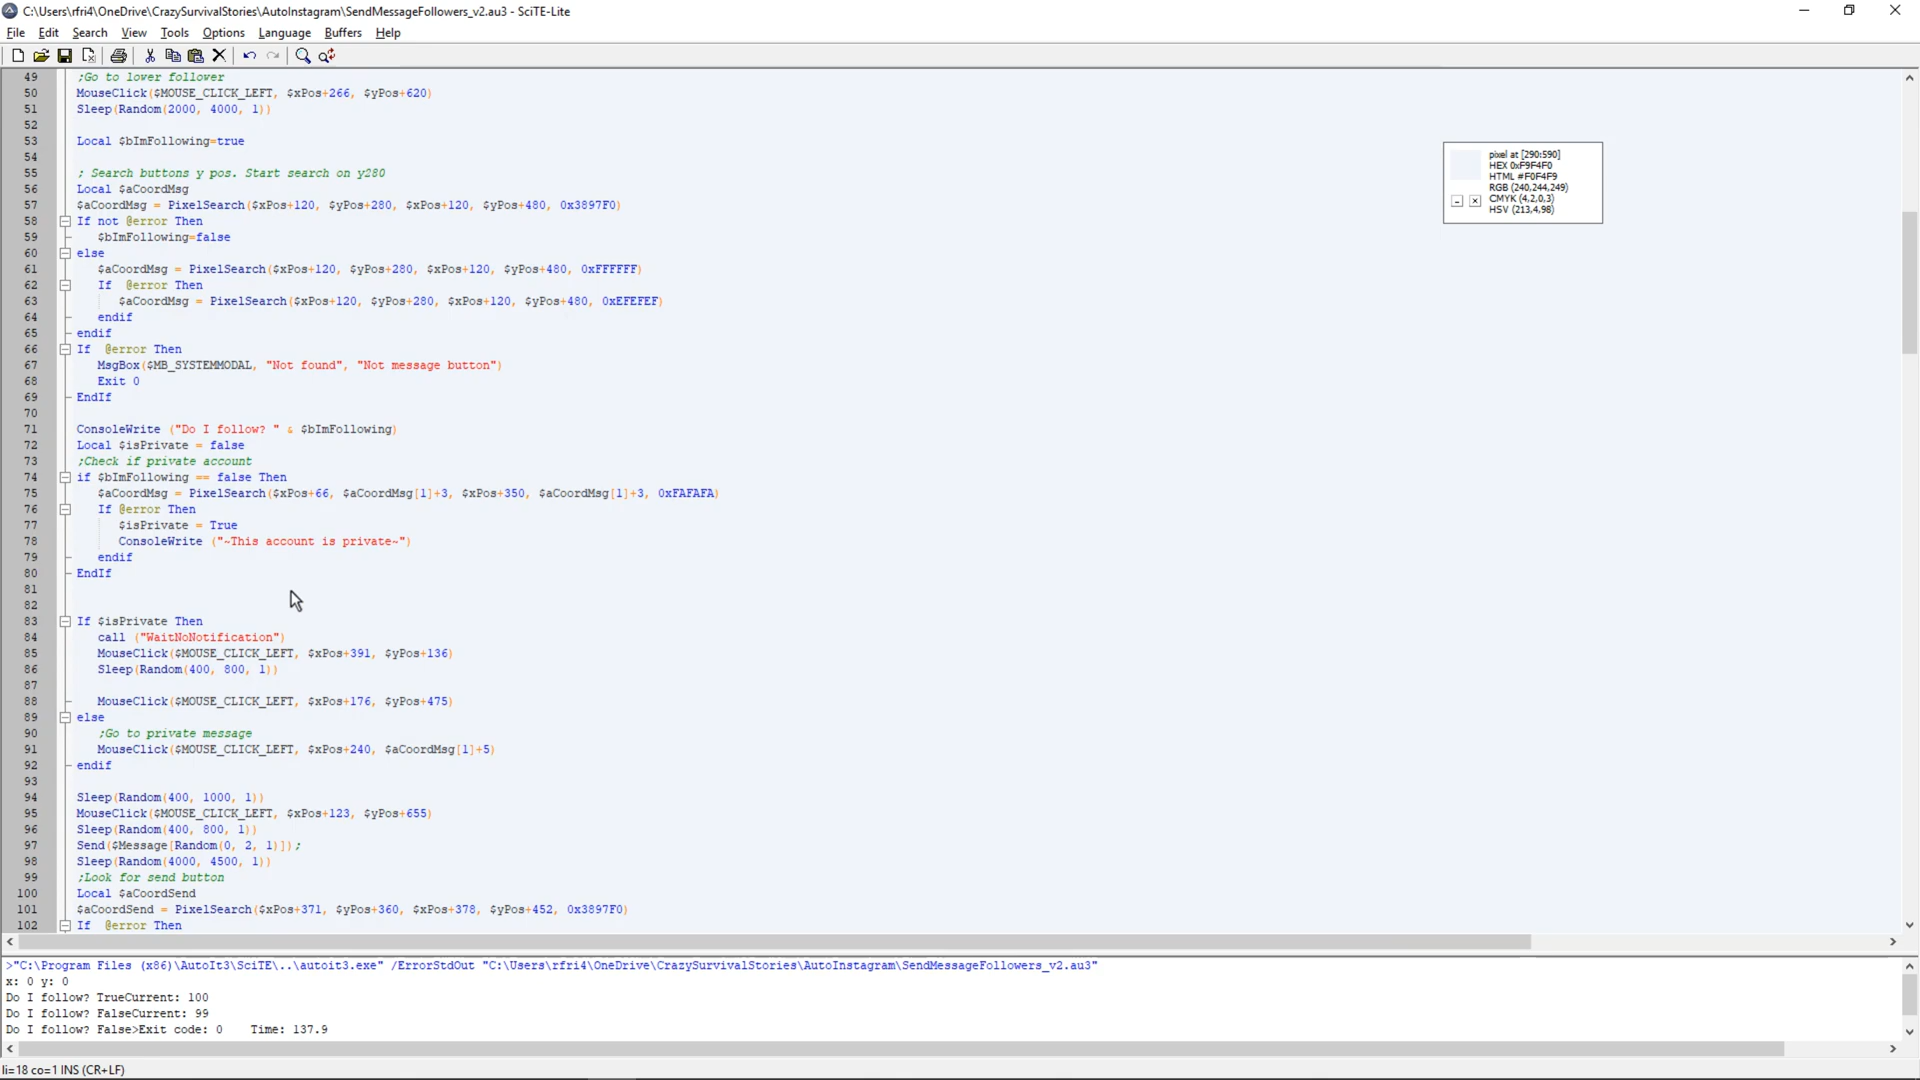 C:\Users\rfri4\OneDrive\CrazySurvivalStories\AutoInstagram\SendMessageFollowers_v2.au3 - SciTE-Lite
File Edit Search View Tools Options Language Buffers Help
49 ;Go to lower follower
50 MouseClick($MOUSE_CLICK_LEFT, $xPos+266, $yPos+620)
51 Sleep(Random(2000, 4000, 1))
52
53 Local $bImFollowing=true
54
55 ; Search buttons y pos. Start search on y280
56 Local $aCoordMsg
57 $aCoordMsg = PixelSearch($xPos+120, $yPos+280, $xPos+120, $yPos+480, 0x3897F0)
58 If not @error Then
59 $bImFollowing=false
60 else
61 $aCoordMsg = PixelSearch($xPos+120, $yPos+280, $xPos+120, $yPos+480, 0xFFFFFF)
62 If  @error Then
63 $aCoordMsg = PixelSearch($xPos+120, $yPos+280, $xPos+120, $yPos+480, 0xEFEFEF)
64 endif
65 endif
66 If  @error Then
67 MsgBox($MB_SYSTEMMODAL, "Not found", "Not message button")
68 Exit 0
69 EndIf
70
71 ConsoleWrite ("Do I follow? " & $bImFollowing)
72 Local $isPrivate = false
73 ;Check if private account
74 if $bImFollowing == false Then
75 $aCoordMsg = PixelSearch($xPos+66, $aCoordMsg[1]+3, $xPos+350, $aCoordMsg[1]+3, 0xFAFAFA)
76 If @error Then
77 $isPrivate = True
78 ConsoleWrite ("~This account is private~")
79 endif
80 EndIf
81
82
83 If $isPrivate Then
84 call ("WaitNoNotification")
85 MouseClick($MOUSE_CLICK_LEFT, $xPos+391, $yPos+136)
86 Sleep(Random(400, 800, 1))
87
88 MouseClick($MOUSE_CLICK_LEFT, $xPos+176, $yPos+475)
89 else
90 ;Go to private message
91 MouseClick($MOUSE_CLICK_LEFT, $xPos+240, $aCoordMsg[1]+5)
92 endif
93
94 Sleep(Random(400, 1000, 1))
95 MouseClick($MOUSE_CLICK_LEFT, $xPos+123, $yPos+655)
96 Sleep(Random(400, 800, 1))
97 Send($Message[Random(0, 2, 1)]);
98 Sleep(Random(4000, 4500, 1))
99 ;Look for send button
100 Local $aCoordSend
101 $aCoordSend = PixelSearch($xPos+371, $yPos+360, $xPos+378, $yPos+452, 0x3897F0)
102 If  @error Then
pixel at [290:590]
HEX 0xF9F4F0
HTML #F0F4F9
RGB (240,244,249)
CMYK (4,2,0,3)
HSV (213,4,98)
>"C:\Program Files (x86)\AutoIt3\SciTE\..\autoit3.exe" /ErrorStdOut "C:\Users\rfri4\OneDrive\CrazySurvivalStories\AutoInstagram\SendMessageFollowers_v2.au3"
x: 0 y: 0
Do I follow? TrueCurrent: 100
Do I follow? FalseCurrent: 99
Do I follow? False>Exit code: 0    Time: 137.9
li=18 co=1 INS (CR+LF)